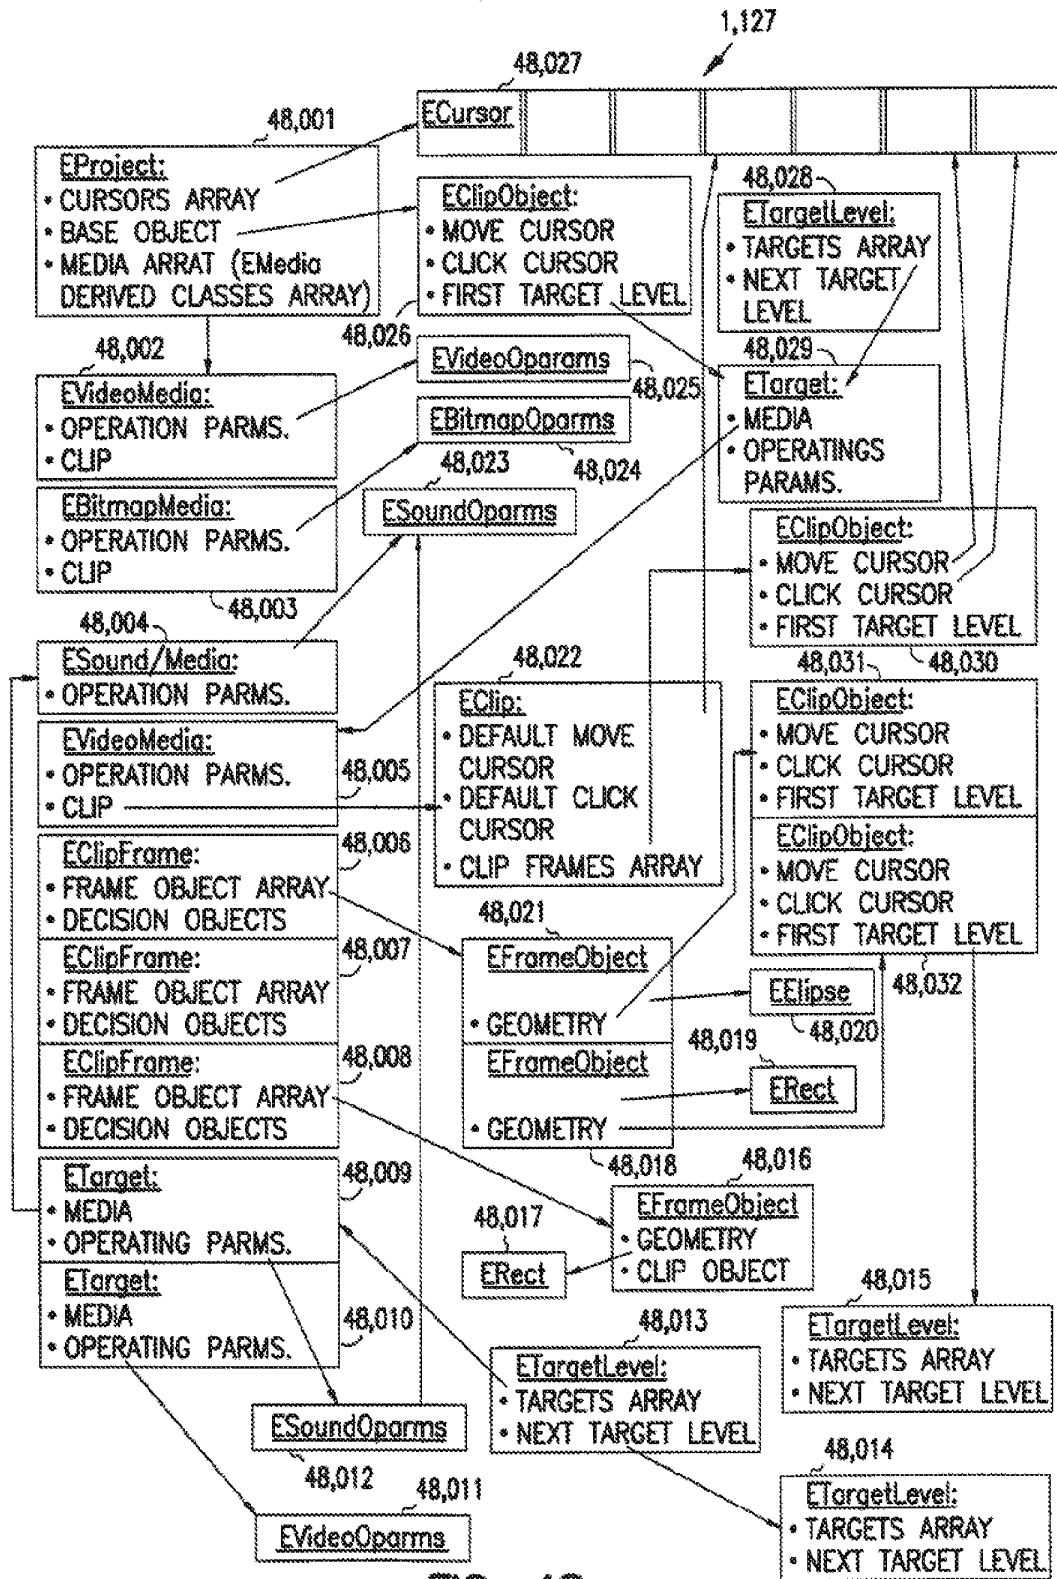 1,127
48,027
ECursor
48,001
EProject:
• CURSORS ARRAY
• BASE OBJECT
• MEDIA ARRAT (EMedia
DERIVED CLASSES ARRAY)
EClipObject:
• MOVE CURSOR
• CLICK CURSOR
• FIRST TARGET LEVEL
48,026
48,028
ETargetLevel:
• TARGETS ARRAY
• NEXT TARGET
LEVEL
48,029
ETarget:
• MEDIA
• OPERATINGS
PARAMS.
48,002
EVideoMedia:
• OPERATION PARMS.
• CLIP
EVideoOparams
48,025
EBitmapOparms
48,024
EBitmapMedia:
• OPERATION PARMS.
• CLIP
48,003
48,023
ESoundOparms
EClipObject:
• MOVE CURSOR
• CLICK CURSOR
• FIRST TARGET LEVEL
48,030
48,004
ESound/Media:
• OPERATION PARMS.
EVideoMedia:
• OPERATION PARMS.
• CLIP
48,005
48,022
EClip:
• DEFAULT MOVE
CURSOR
• DEFAULT CLICK
CURSOR
• CLIP FRAMES ARRAY
48,031
EClipObject:
• MOVE CURSOR
• CLICK CURSOR
• FIRST TARGET LEVEL
EClipObject:
• MOVE CURSOR
• CLICK CURSOR
• FIRST TARGET LEVEL
48,032
48,006
EClipFrame:
• FRAME OBJECT ARRAY
• DECISION OBJECTS
48,007
EClipFrame:
• FRAME OBJECT ARRAY
• DECISION OBJECTS
48,008
EClipFrame:
• FRAME OBJECT ARRAY
• DECISION OBJECTS
48,021
EFrameObject
• GEOMETRY
EFrameObject
• GEOMETRY
48,018
EElipse
48,020
48,019
ERect
48,009
ETarget:
• MEDIA
• OPERATING PARMS.
ETarget:
• MEDIA
• OPERATING PARMS.
48,010
48,016
EFrameObject
• GEOMETRY
• CLIP OBJECT
48,017
ERect
48,015
ETargetLevel:
• TARGETS ARRAY
• NEXT TARGET LEVEL
48,013
ETargetLevel:
• TARGETS ARRAY
• NEXT TARGET LEVEL
ESoundOparms
48,012
48,011
EVideoOparms
48,014
ETargetLevel:
• TARGETS ARRAY
• NEXT TARGET LEVEL